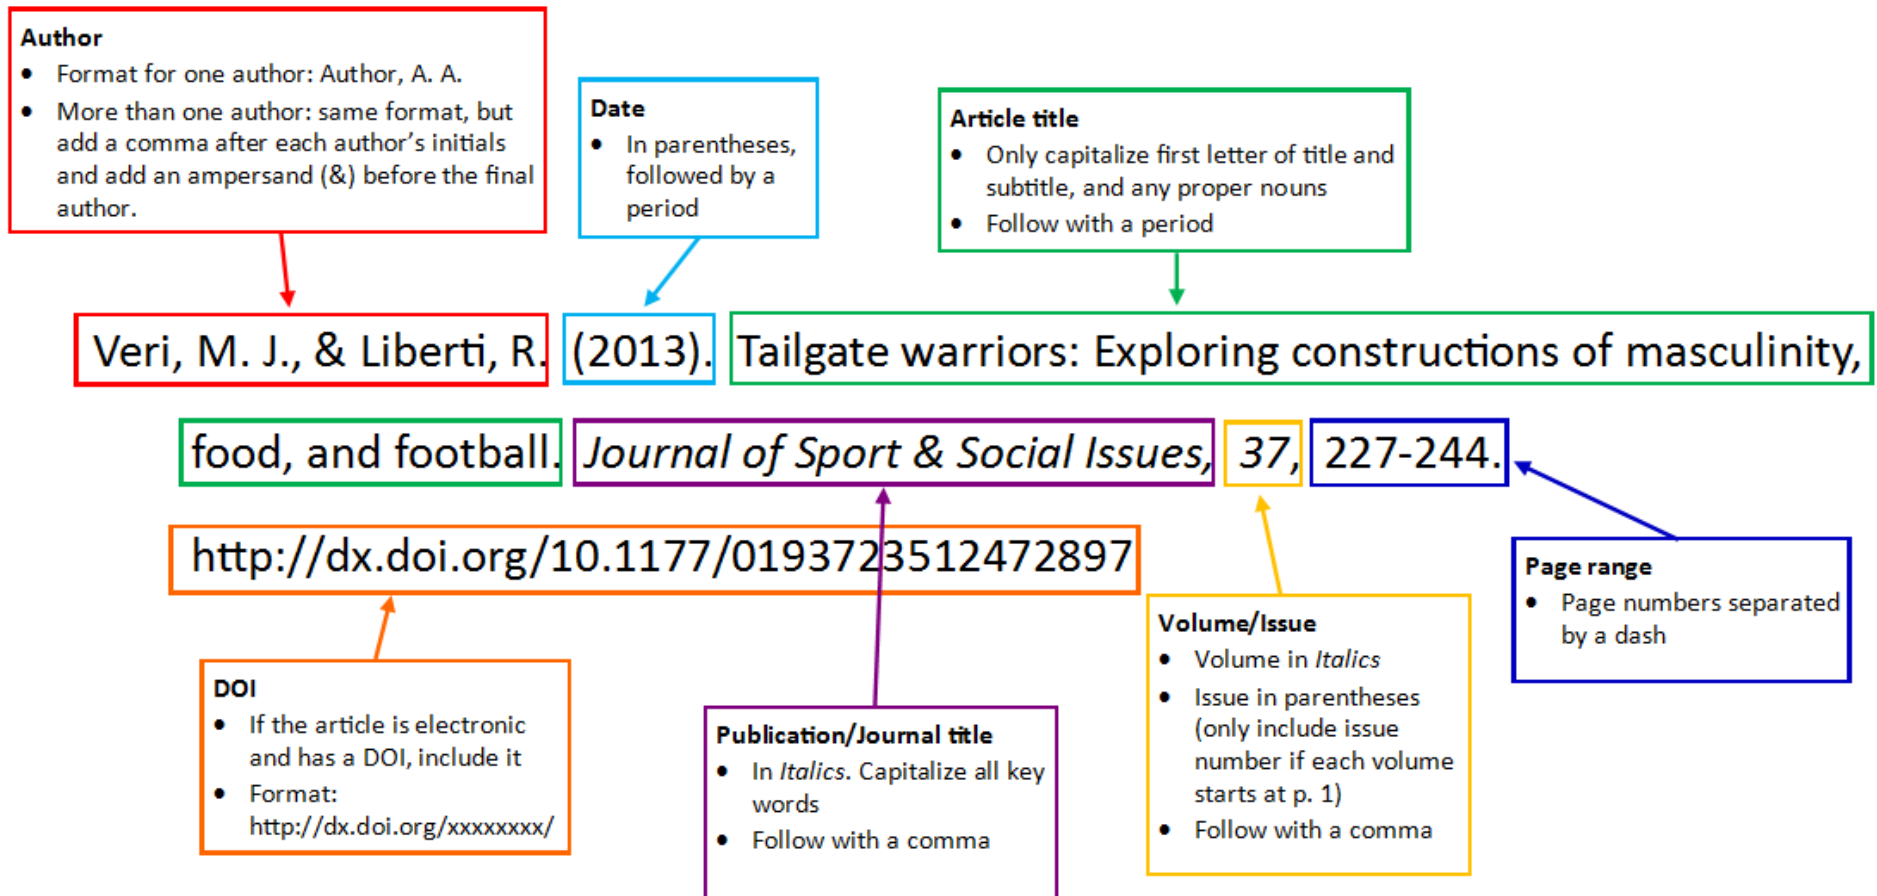 Author
• Format for one author: Author, A. A.
• More than one author: same format, but
add a comma after each author's initials
and add an ampersand (&) before the final
author.
Date
• In parentheses,
followed by a
period
Article title
• Only capitalize first letter of title and
subtitle, and any proper nouns
• Follow with a period
Veri, M. J., & Liberti, R. (2013). Tailgate warriors: Exploring constructions of masculinity,
food, and football. Journal of Sport & Social Issues, 37, 227-244.
http://dx.doi.org/10.1177/0193723512472897
DOI
• If the article is electronic
and has a DOI, include it
• Format:
http://dx.doi.org/xxxxxxxx/
Publication/Journal title
• In Italics. Capitalize all key
words
• Follow with a comma
Volume/Issue
• Volume in Italics
• Issue in parentheses
(only include issue
number if each volume
starts at p. 1)
• Follow with a comma
Page range
• Page numbers separated
by a dash